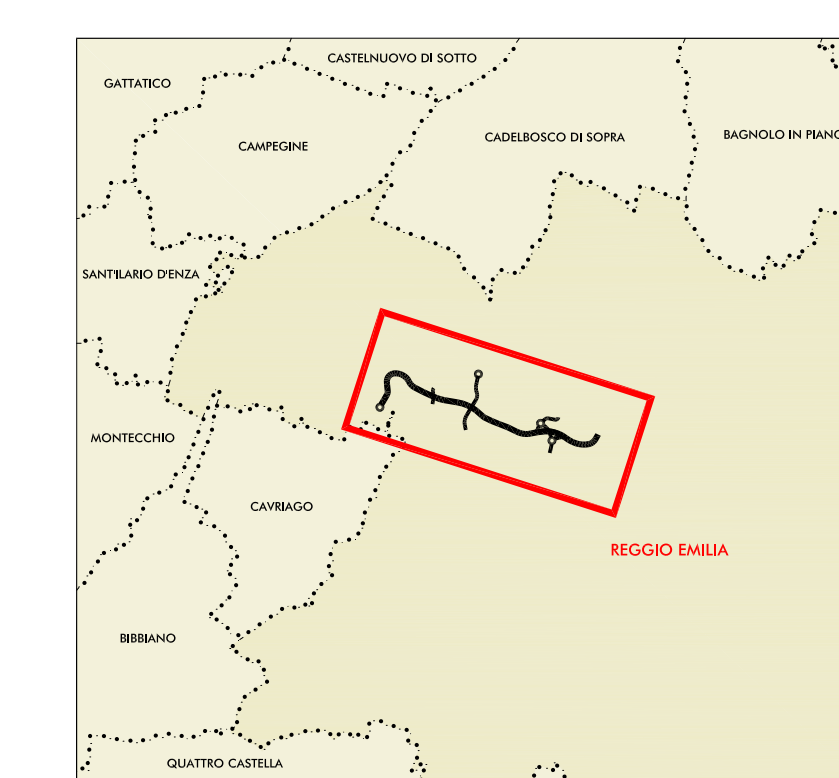 CASTELNUOVO DI SOTTO
GATTATICO
CADELBOSCO DI SOPRA
BAGNOLO IN PIANO
CAMPEGINE
SANT'ILARIO D'ENZA
MONTECCHIO
CAVRIAGO
REGGIO EMILIA
BIBBIANO
QUATTRO CASTELLA